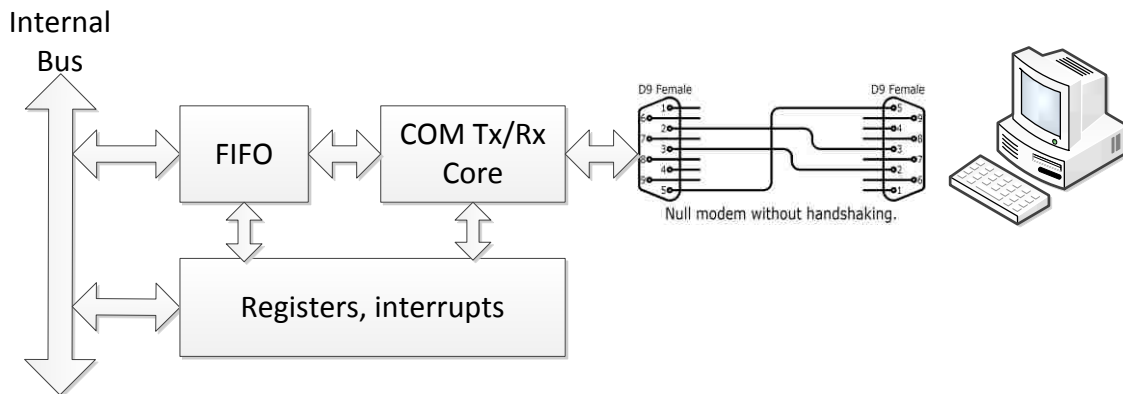 Internal
Bus
FIFO
COM Tx/Rx
Core
Registers, interrupts
D9 Female
1
6
2
7
3
8
4
9
5
D9 Female
5
9
4
8
3
7
2
6
1
Null modem without handshaking.